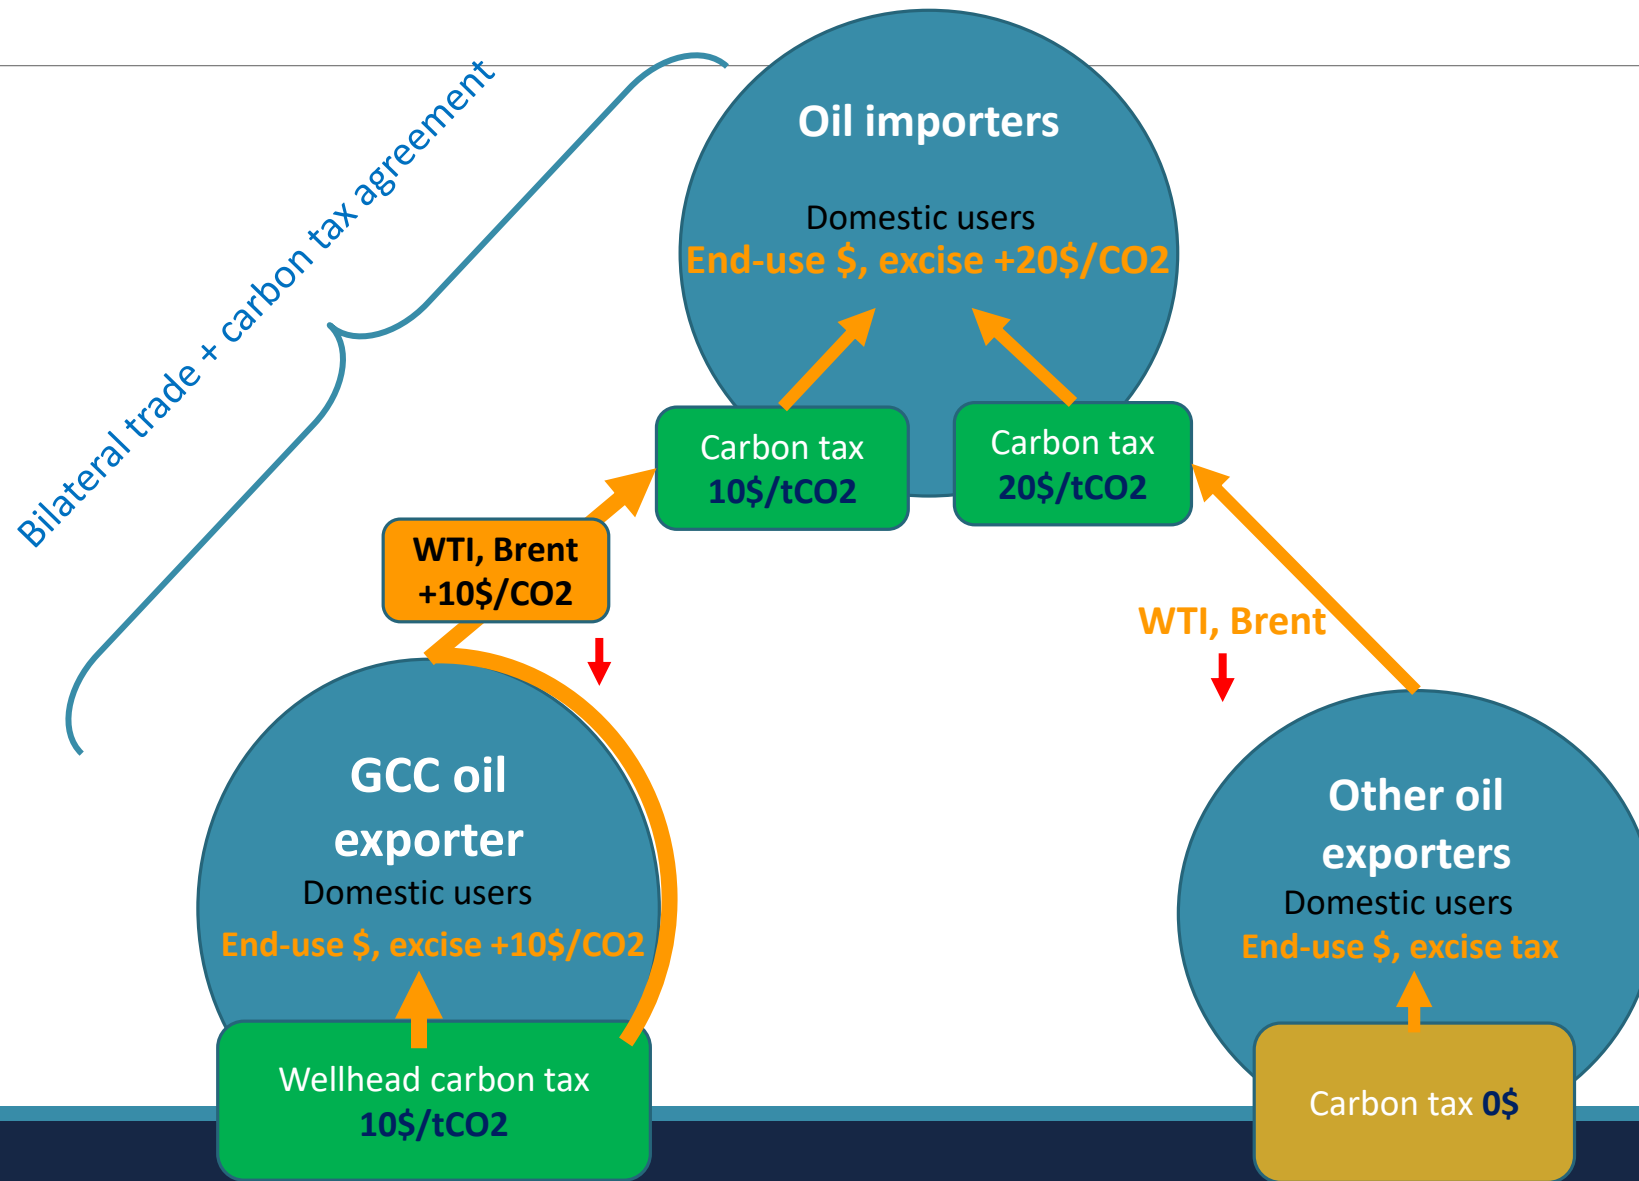 Bilateral trade + carbon tax agreement
Oil importers
Domestic users
End-use $, excise +20$/CO2
Carbon tax
10$/tCO2
Carbon tax
20$/tCO2
WTI, Brent
+10$/CO2
WTI, Brent
GCC oil
exporter
Domestic users
End-use $, excise +10$/CO2
Wellhead carbon tax
10$/tCO2
Other oil
exporters
Domestic users
End-use $, excise tax
Carbon tax 0$